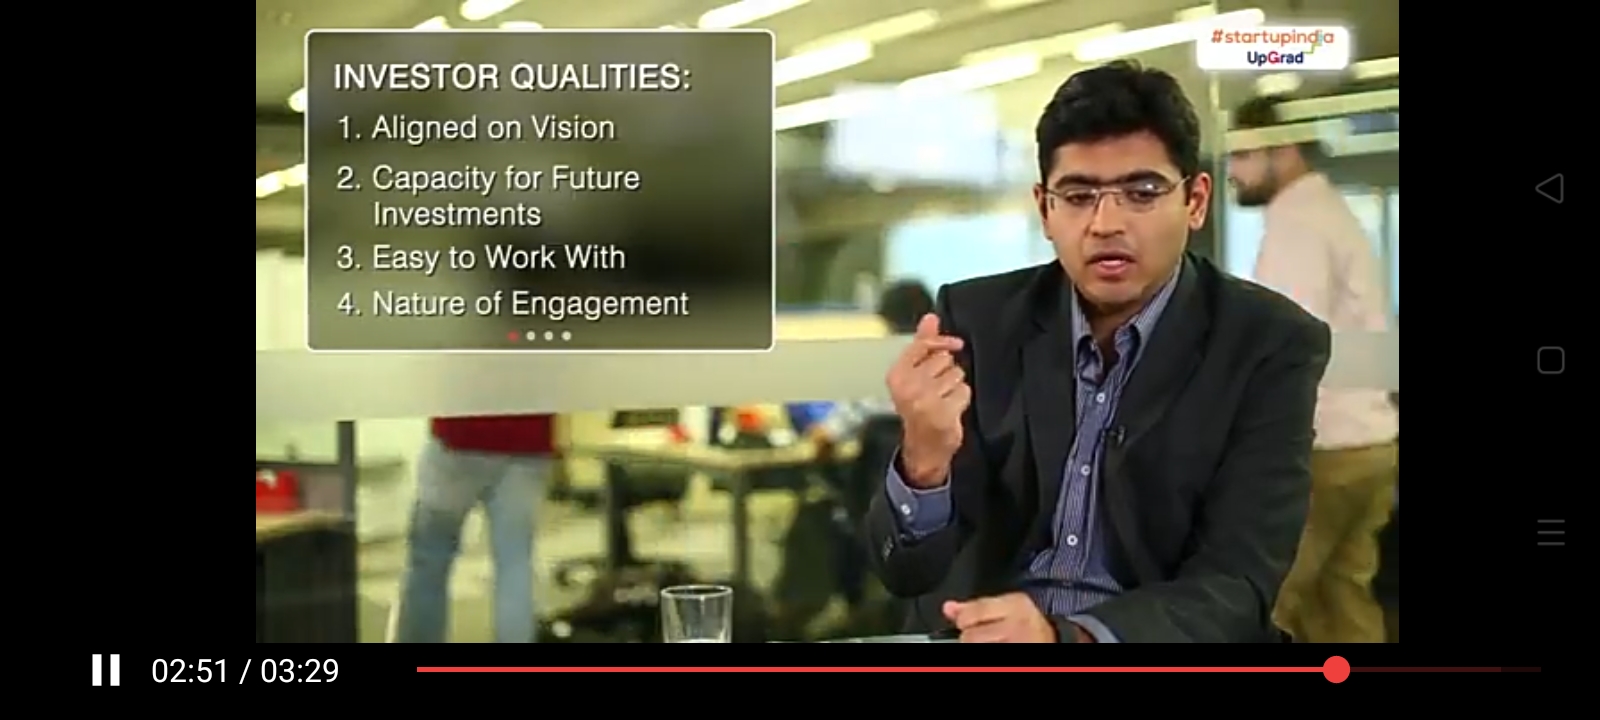 INVESTOR QUALITIES:
1. Aligned on Vision
2. Capacity for Future
Investments
3. Easy to Work With
4. Nature of Engagement
#startupindia
UpGrad
02:51 / 03:29